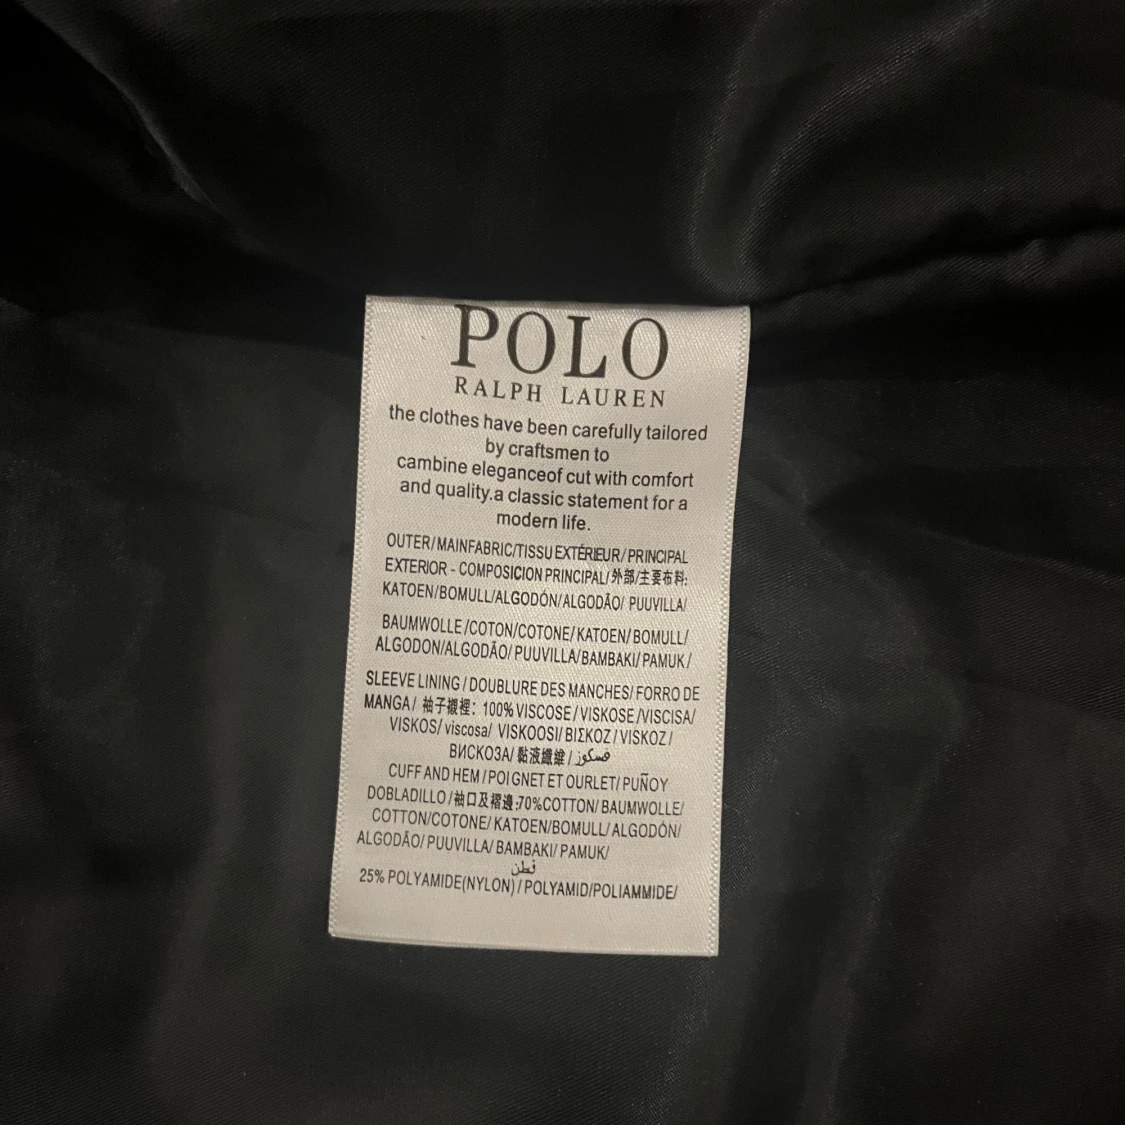 POLO
RALPH LAUREN
the clothes have been carefully tailored
by craftsmen to
cambine eleganceof cut with comfort
and quality.a classic statement for a
modern life.
OUTER/MAINFABRIC/TISSU EXTÉRIEUR/PRINCIPAL
EXTERIOR - COMPOSICION PRINCIPAL/外部/主要布料:
KATOEN/BOMULL/ALGODÓN/ALGODÃO/ PUUVILLA/
BAUMWOLLE/COTON/COTONE/KATOEN/BOMULL/
ALGODON/ALGODÃO/PUUVILLA/BAMBAKI/PAMUK/
SLEEVE LINING/DOUBLURE DES MANCHES/FORRO DE
MANGA/ 袖子襯裡: 100% VISCOSE/VISKOSE/VISCISA/
VISKOS/ viscosa/ VISKOOSI/ΒΙΣΚΟΖ/VISKOZ/
ВИСКОЗА/黏液纖維/فسكوز
CUFF AND HEM/POIGNET ET OURLET/PUÑOY
DOBLADILLO/袖口及褶邊:70%COTTON/BAUMWOLLE/
COTTON/COTONE/KATOEN/BOMULL/ALGODÓN/
ALGODÃO/PUUVILLA/BAMBAKI/PAMUK/
قطن
25% POLYAMIDE(NYLON)/POLYAMID/POLIAMMIDE/